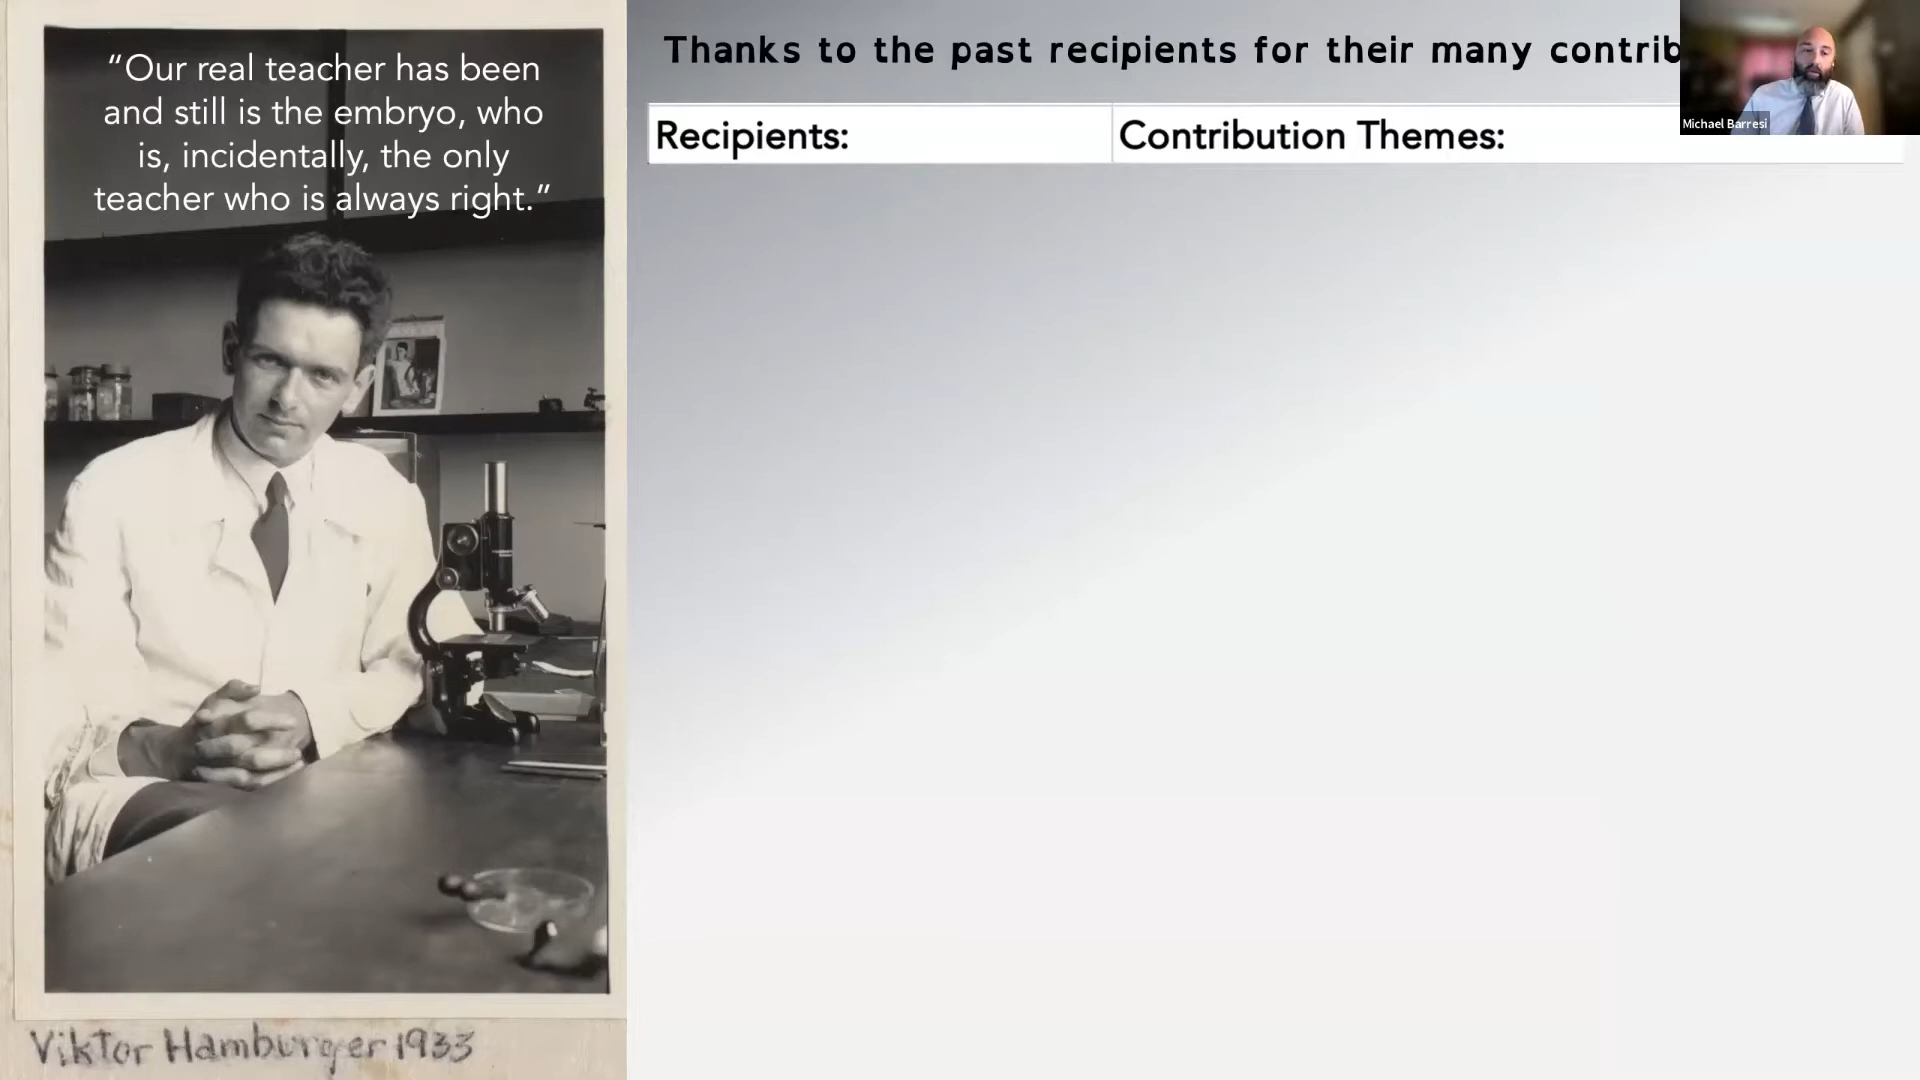 “Our real teacher has been
and still is the embryo, who
is, incidentally, the only
teacher who is always right.”
Viktor Hamburger 1933
Thanks to the past recipients for their many contrib
Recipients:
Contribution Themes:
Michael Barresi